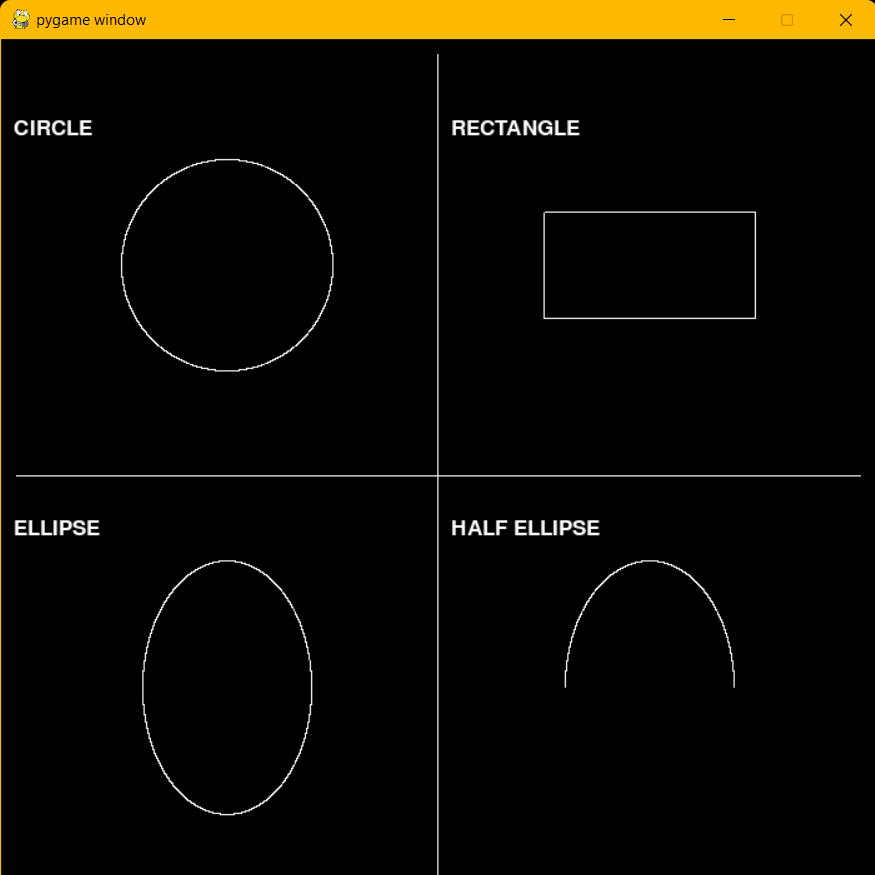 pygame window
CIRCLE
RECTANGLE
ELLIPSE
HALF ELLIPSE